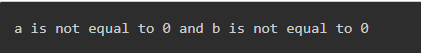 a is not equal to 0 and b is not equal to 0